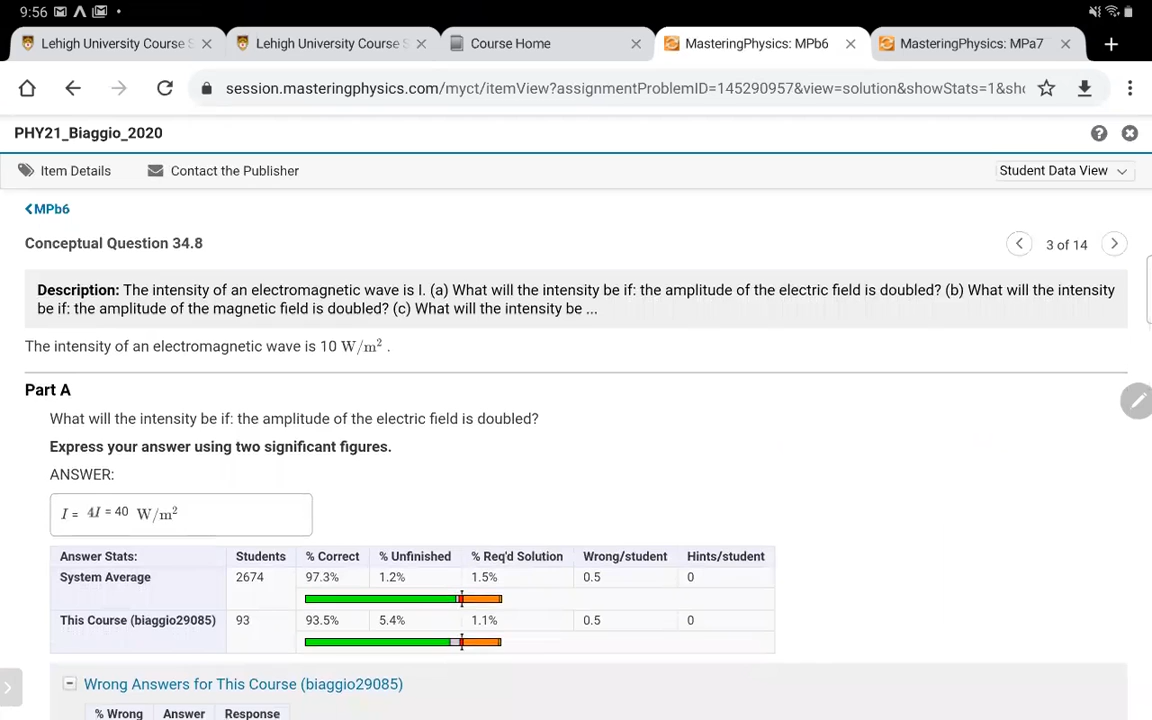 9:56
Lehigh University Course S
Lehigh University Course S
Course Home
MasteringPhysics: MPb6
MasteringPhysics: MPa7
session.masteringphysics.com/myct/itemView?assignmentProblemID=145290957&view=solution&showStats=1&sho
PHY21_Biaggio_2020
Item Details
Contact the Publisher
Student Data View
MPb6
Conceptual Question 34.8
3 of 14
Description: The intensity of an electromagnetic wave is I. (a) What will the intensity be if: the amplitude of the electric field is doubled? (b) What will the intensity
be if: the amplitude of the magnetic field is doubled? (c) What will the intensity be ...
The intensity of an electromagnetic wave is 10 W/m² .
Part A
What will the intensity be if: the amplitude of the electric field is doubled?
Express your answer using two significant figures.
ANSWER:
I = 4I = 40 W/m²
Answer Stats: Students % Correct % Unfinished % Req'd Solution Wrong/student Hints/student
System Average 2674 97.3% 1.2% 1.5% 0.5 0
This Course (biaggio29085) 93 93.5% 5.4% 1.1% 0.5 0
Wrong Answers for This Course (biaggio29085)
% Wrong Answer Response